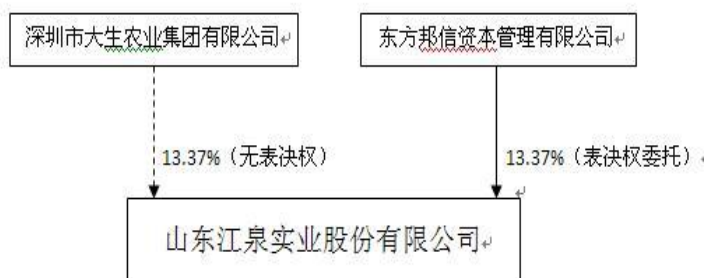 深圳市大生农业集团有限公司
东方邦信资本管理有限公司
13.37%（无表决权）
13.37%（表决权委托）
山东江泉实业股份有限公司